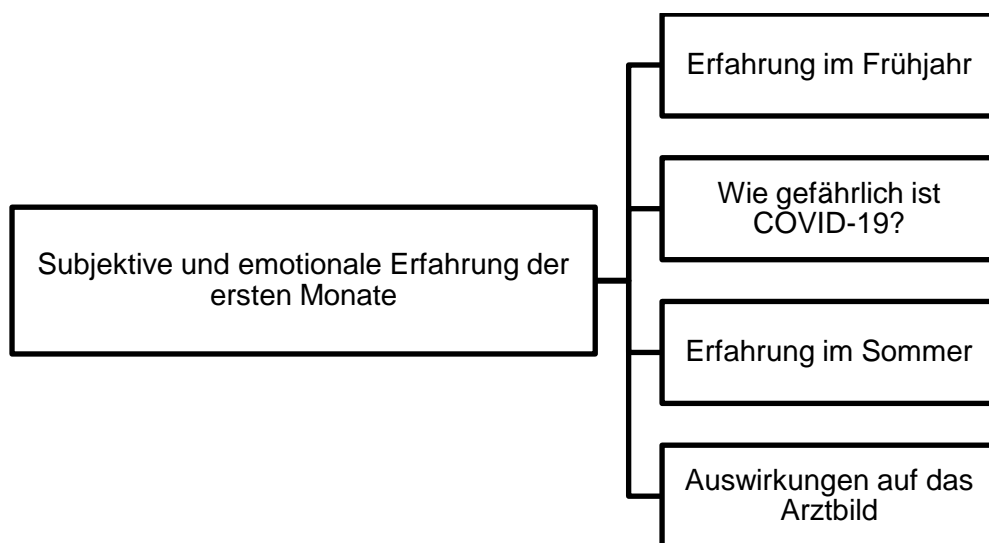 Erfahrung im Frühjahr
Wie gefährlich ist
COVID-19?
Subjektive und emotionale Erfahrung der
ersten Monate
Erfahrung im Sommer
Auswirkungen auf das
Arztbild